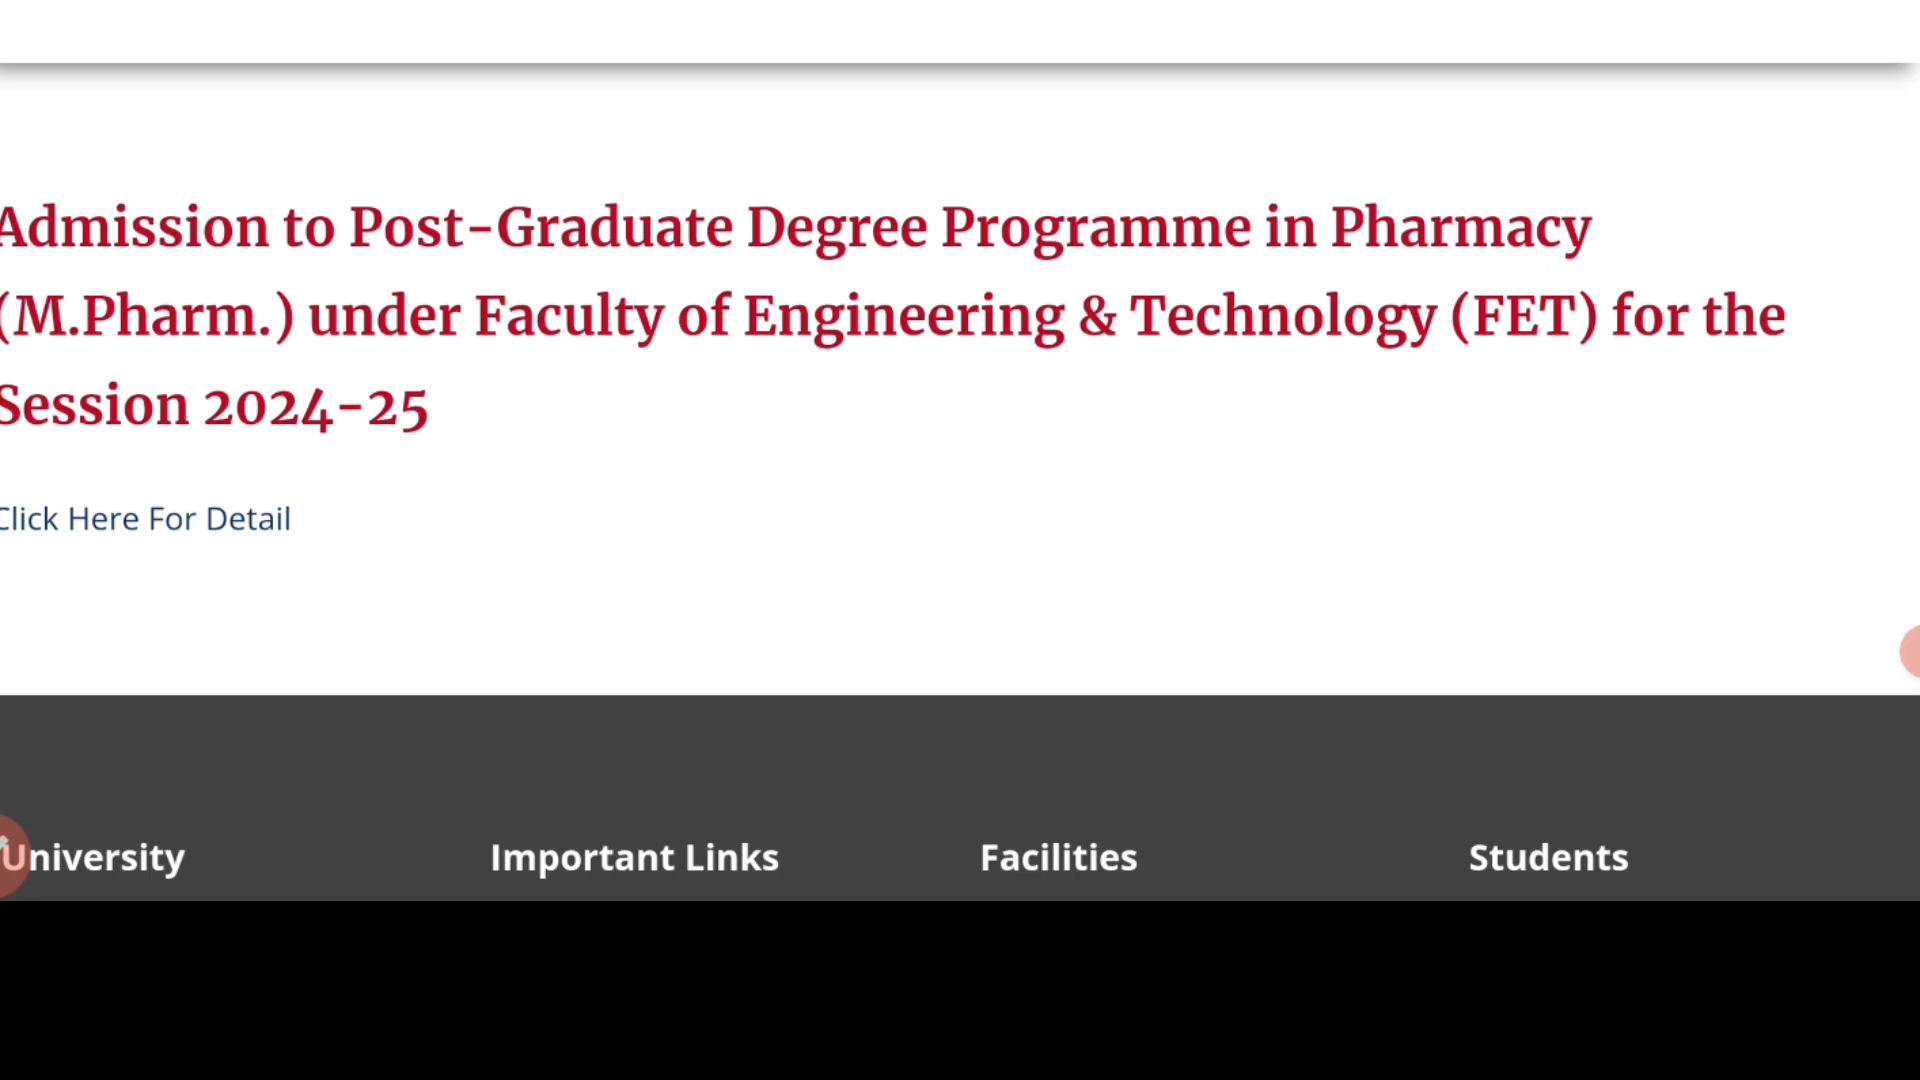 Admission to Post-Graduate Degree Programme in Pharmacy
(M.Pharm.) under Faculty of Engineering & Technology (FET) for the
Session 2024-25
Click Here For Detail
University
Important Links
Facilities
Students